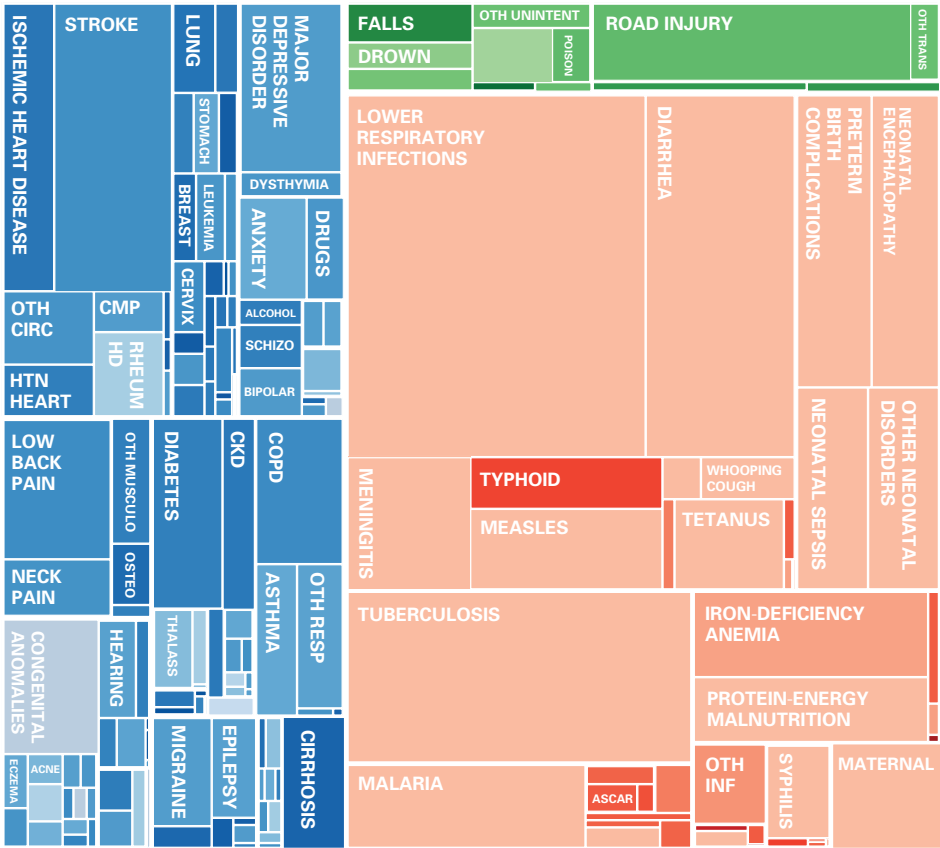 ISCHEMIC HEART DISEASE
STROKE
LUNG
STOMACH
BREAST
LEUKEMIA
CERVIX
OTH
CIRC
CMP
RHEUM
HD
HTN
HEART
MAJOR
DEPRESSIVE
DISORDER
DYSTHYMIA
ANXIETY
DRUGS
ALCOHOL
SCHIZO
BIPOLAR
LOW
BACK
PAIN
OTH MUSCULO
NECK
PAIN
OSTEO
DIABETES
CKD
COPD
ASTHMA
OTH RESP
THALASS
CONGENITAL
ANOMALIES
HEARING
ECZEMA
ACNE
MIGRAINE
EPILEPSY
CIRRHOSIS
FALLS
DROWN
OTH UNINTENT
POISON
ROAD INJURY
OTH TRANS
LOWER
RESPIRATORY
INFECTIONS
DIARRHEA
PRETERM
BIRTH
COMPLICATIONS
NEONATAL
ENCEPHALOPATHY
MENINGITIS
TYPHOID
MEASLES
WHOOPING
COUGH
TETANUS
NEONATAL SEPSIS
OTHER NEONATAL
DISORDERS
TUBERCULOSIS
IRON-DEFICIENCY
ANEMIA
PROTEIN-ENERGY
MALNUTRITION
MALARIA
ASCAR
OTH
INF
SYPHILIS
MATERNAL